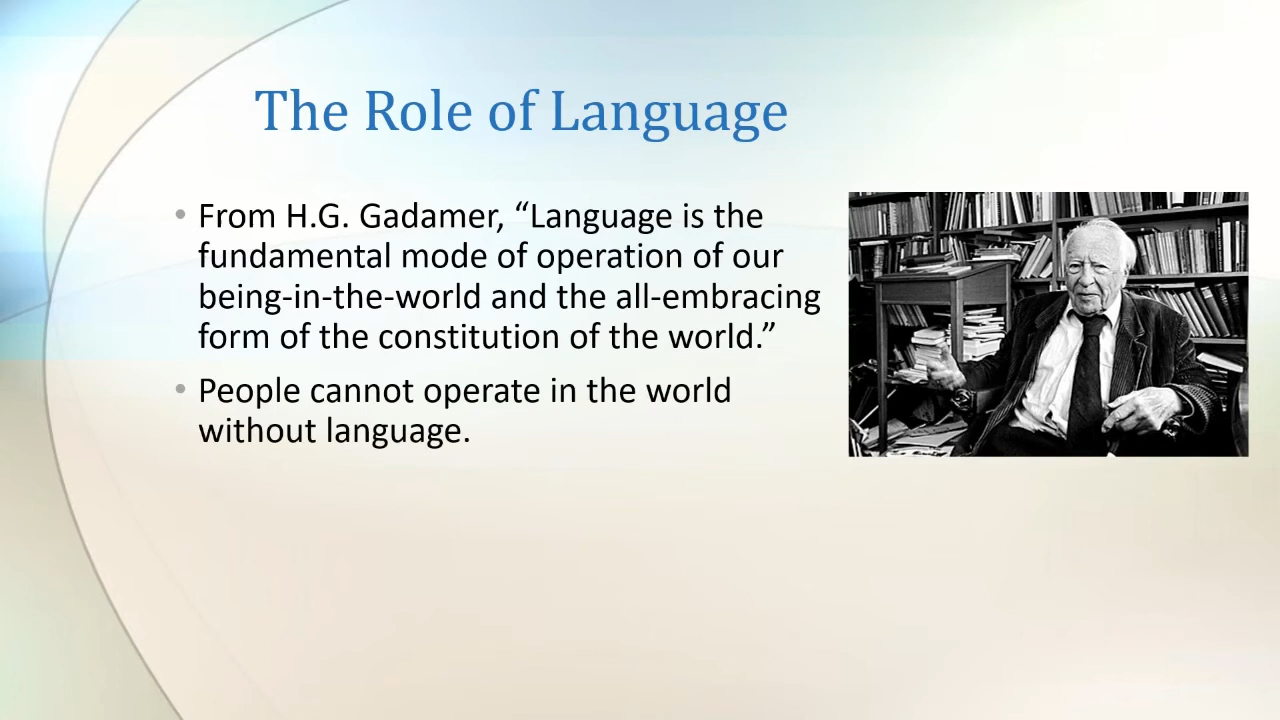 The Role of Language
• From H.G. Gadamer, “Language is the
fundamental mode of operation of our
being-in-the-world and the all-embracing
form of the constitution of the world.”
• People cannot operate in the world
without language.